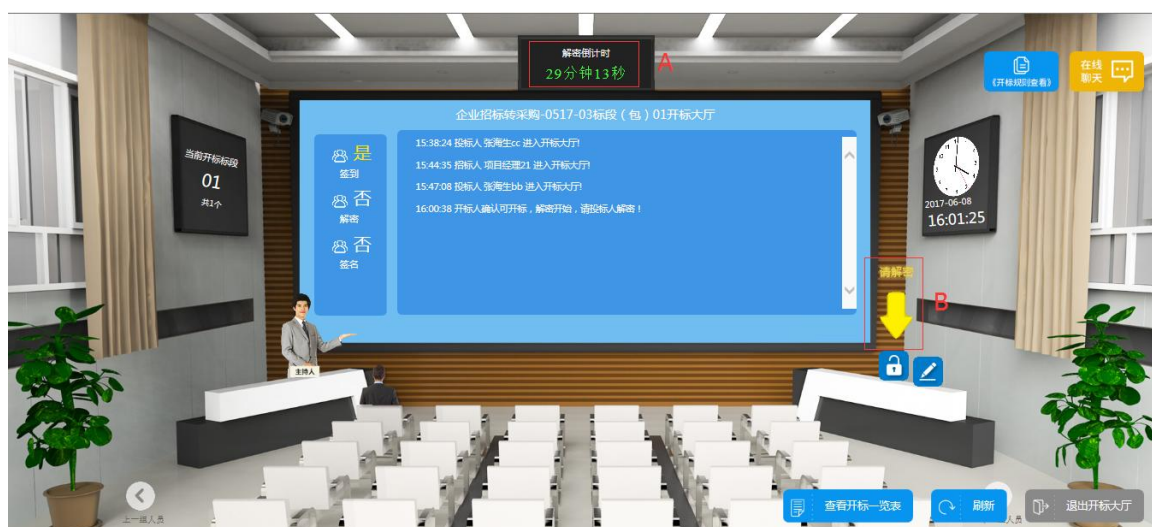 解密倒计时
29分钟13秒
A
《开标规则查看》
在线
聊天
企业招标转采购-0517-03标段（包）01开标大厅
当前开标标段
01
共1个
是
签到
否
解密
否
签名
15:38:24 投标人 张海生cc 进入开标大厅!
15:44:35 招标人 项目经理21 进入开标大厅!
15:47:08 投标人 张海生bb 进入开标大厅!
16:00:38 开标人确认可开标，解密开始，请投标人解密！
2017-06-08
16:01:25
请解密
B
主持人
上一组人员
查看开标一览表
刷新
人员
退出开标大厅